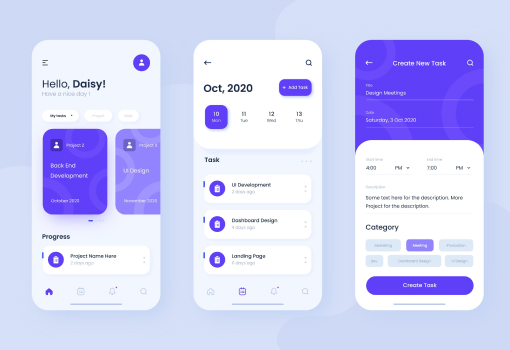 Hello, Daisy!
Have a nice day !
My tasks
Project 2
Back End
Development
October 2020
Project
UI Design
November 2020
Progress
Project Name Here
2 days ago
Oct, 2020
+ Add Task
10 11 12 13
Mon Tue Wed Thu
Task
UI Development
2 days ago
Dashboard Design
4 days ago
Landing Page
6 days ago
Create New Task
Design Meetings
Date
Saturday, 3 Oct 2020
Start time End time
4:00 PM 7:00 PM
Description
Some text here for the description. More
Project for the description.
Category
Marketing Meeting Production
Dashboard design UI Design
Create Task